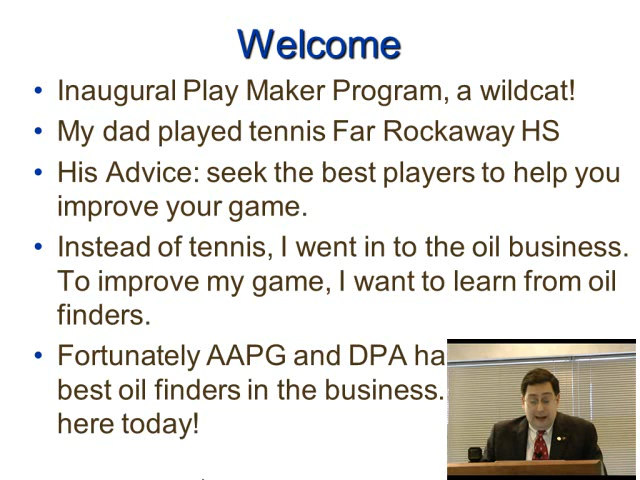 Welcome
• Inaugural Play Maker Program, a wildcat!
• My dad played tennis Far Rockaway HS
• His Advice: seek the best players to help you
improve your game.
• Instead of tennis, I went in to the oil business.
To improve my game, I want to learn from oil
finders.
• Fortunately AAPG and DPA ha
best oil finders in the business.
here today!